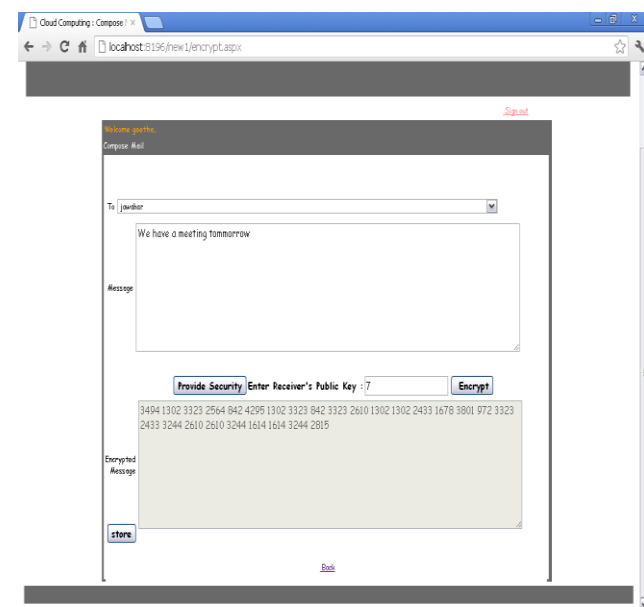 Cloud Computing : Compose M
localhost:8196/new1/encrypt.aspx
Sign out
Welcome geetha,
Compose Mail
To jawahar
Message
We have a meeting tommorrow
Provide Security Enter Receiver's Public Key : 7 Encrypt
3494 1302 3323 2564 842 4295 1302 3323 842 3323 2610 1302 1302 2433 1678 3801 972 3323
2433 3244 2610 2610 3244 1614 1614 3244 2815
Encrypted
Message
store
Back